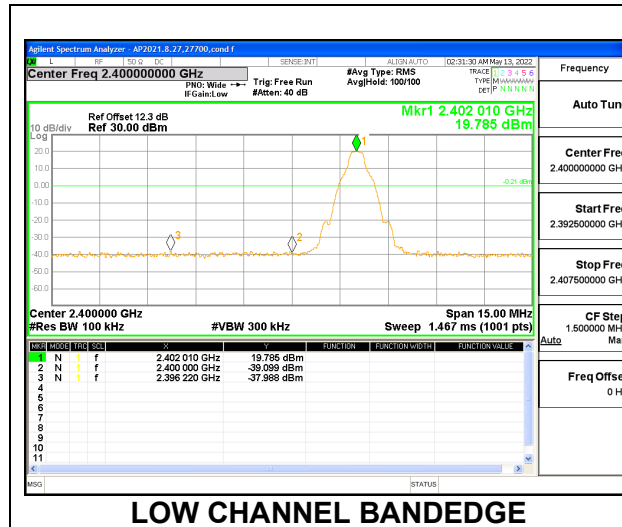 Agilent Spectrum Analyzer - AP2021.8.27,27700,cond f
L RF 50 Ω DC SENSE:INT ALIGN AUTO 02:31:30 AM May 13, 2022
Center Freq 2.400000000 GHz
PNO: Wide
IFGain:Low
Trig: Free Run
#Atten: 40 dB
#Avg Type: RMS
Avg|Hold: 100/100
TRACE 1 2 3 4 5 6
TYPE M
DET P N N N N N
Frequency
Auto Tun
Ref Offset 12.3 dB
10 dB/div Ref 30.00 dBm
Log
Mkr1 2.402 010 GHz
19.785 dBm
20.0
10.0
0.00
-10.0
-20.0
-30.0
-40.0
-50.0
-60.0
1
2
3
-0.21 dBm
Center Fre
2.400000000 GH
Start Fre
2.392500000 GH
Stop Fre
2.407500000 GH
Center 2.400000 GHz Span 15.00 MHz
#Res BW 100 kHz #VBW 300 kHz Sweep 1.467 ms (1001 pts)
CF Step
1.500000 MH
Auto Ma
Freq Offse
0 H
MKR MODE TRC SCL X Y FUNCTION FUNCTION WIDTH FUNCTION VALUE
1 N 1 f 2.402 010 GHz 19.785 dBm
2 N 1 f 2.400 000 GHz -39.099 dBm
3 N 1 f 2.396 220 GHz -37.988 dBm
4
5
6
7
8
9
10
11
MSG STATUS
LOW CHANNEL BANDEDGE